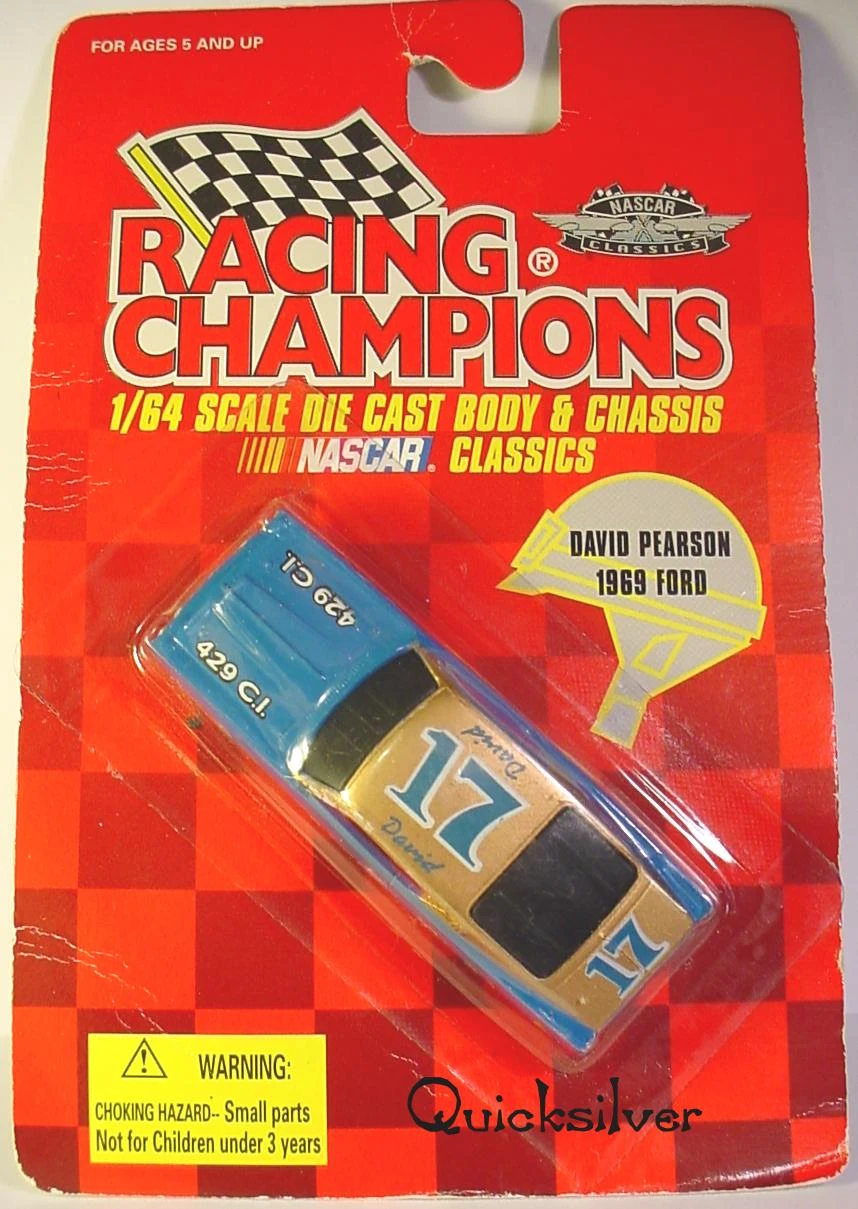 FOR AGES 5 AND UP
NASCAR
CLASSICS
RACING ®
CHAMPIONS
1/64 SCALE DIE CAST BODY & CHASSIS
NASCAR® CLASSICS
DAVID PEARSON
1969 FORD
429 C.I.
429 C.I.
David
17
David
17
WARNING:
CHOKING HAZARD-- Small parts
Not for Children under 3 years
Quicksilver